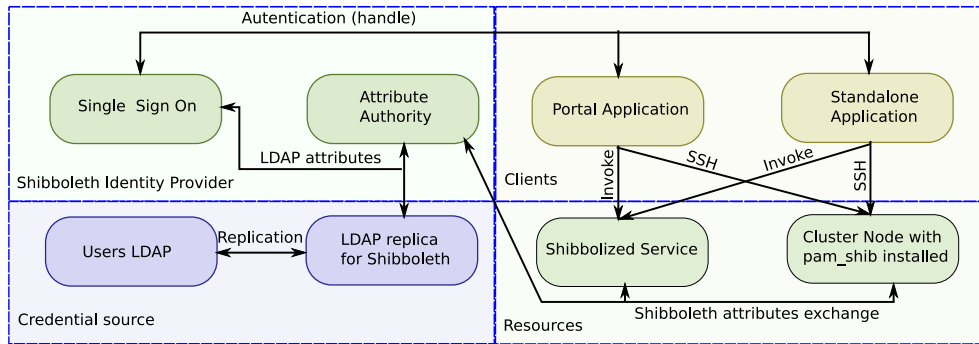 Autentication (handle)
Single Sign On
Attribute
Authority
LDAP attributes
Shibboleth Identity Provider
Portal Application
Standalone
Application
Invoke
SSH
Invoke
SSH
Clients
Users LDAP
Replication
LDAP replica
for Shibboleth
Credential source
Shibbolized Service
Cluster Node with
pam_shib installed
Shibboleth attributes exchange
Resources